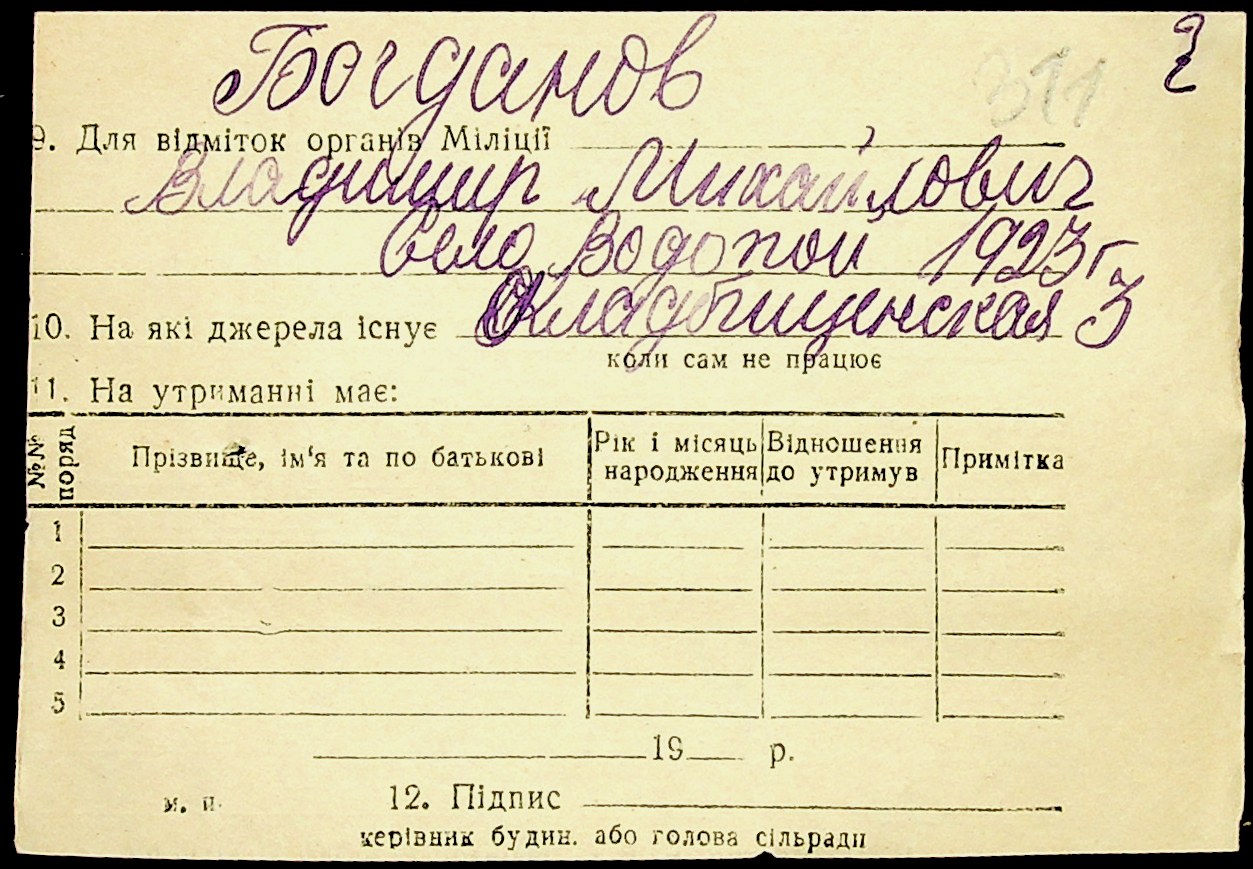 Богданов
311
9. Для відміток органів Міліції
Владимир Михайлович
Село Водопой 1923 г.
10. На які джерела існує Кладбищенская 3
коли сам не працює
11. На утриманні має:
№№ поряд
Прізвище, ім'я та по батькові
Рік і місяць народження
Відношення до утримув
Примітка
1
2
3
4
5
19 р.
м. п. 12. Підпис
керівник будин. або голова сільради